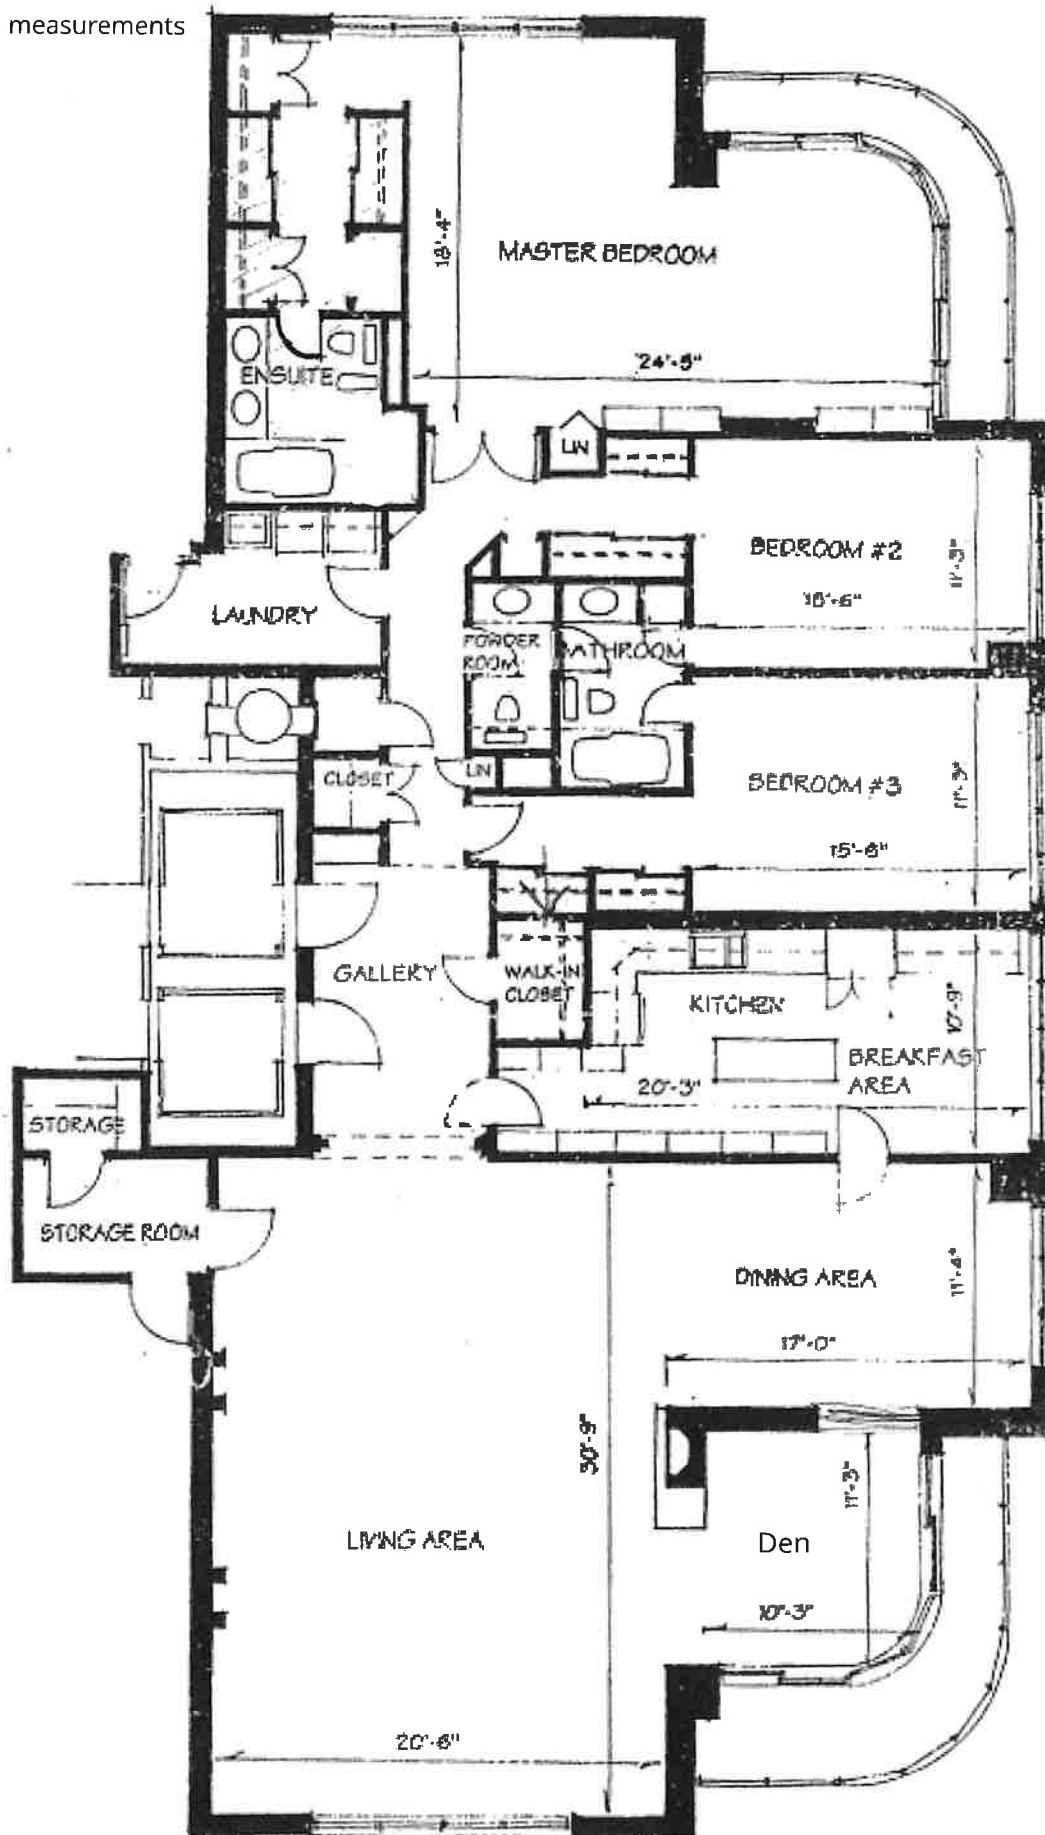 measurements
18'-4"
MASTER BEDROOM
24'-5"
ENSUITE
LIN
BEDROOM #2
11'-3"
15'-6"
LAUNDRY
POWDER
ROOM
BATHROOM
CLOSET
LIN
BEDROOM #3
11'-3"
15'-6"
GALLERY
WALK-IN
CLOSET
KITCHEN
10'-9"
BREAKFAST
AREA
20'-3"
STORAGE
STORAGE ROOM
DINING AREA
11'-4"
17'-0"
30'-9"
11'-3"
LIVING AREA
Den
10'-3"
20'-6"